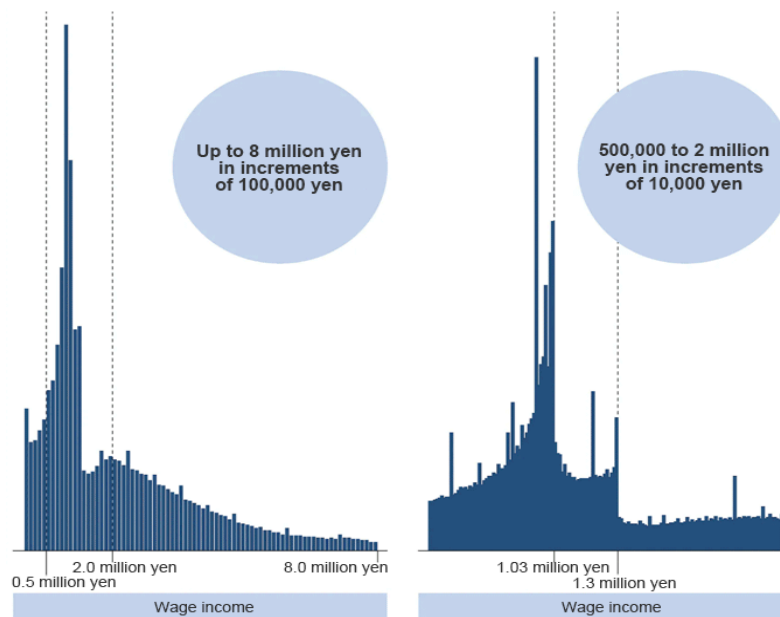 Up to 8 million yen
in increments
of 100,000 yen
0.5 million yen
2.0 million yen
8.0 million yen
Wage income
500,000 to 2 million
yen in increments
of 10,000 yen
1.03 million yen
1.3 million yen
Wage income